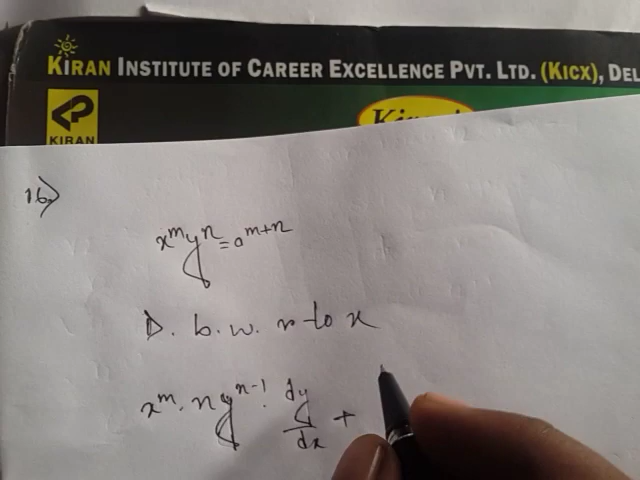 KIRAN INSTITUTE OF CAREER EXCELLENCE PVT. LTD. (KICX), DEL
KIRAN
16)
x^m y^n = a^{m+n}
D. b. w. r to x
x^m . n y^{n-1} . dy/dx +